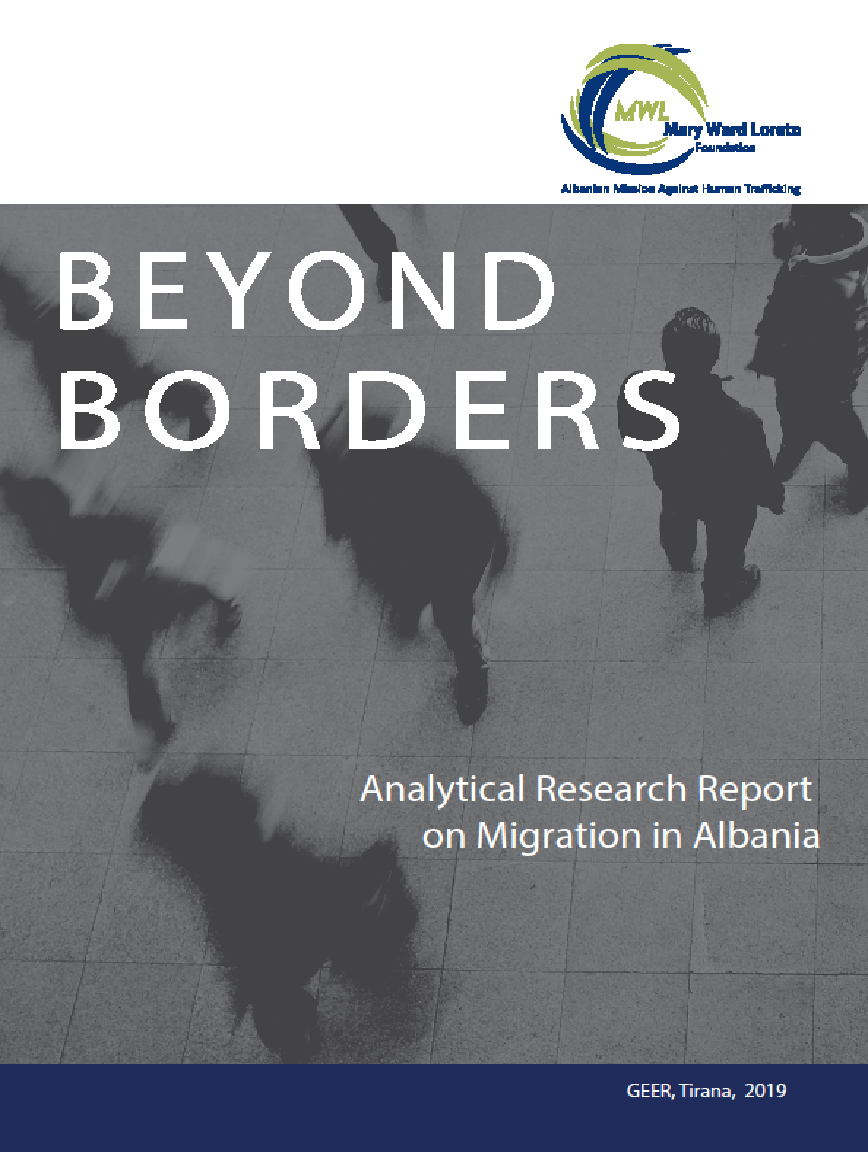 MWL
Mary Ward Loreto
Foundation
Albanian Mission Against Human Trafficking
BEYOND
BORDERS
Analytical Research Report
on Migration in Albania
GEER, Tirana, 2019